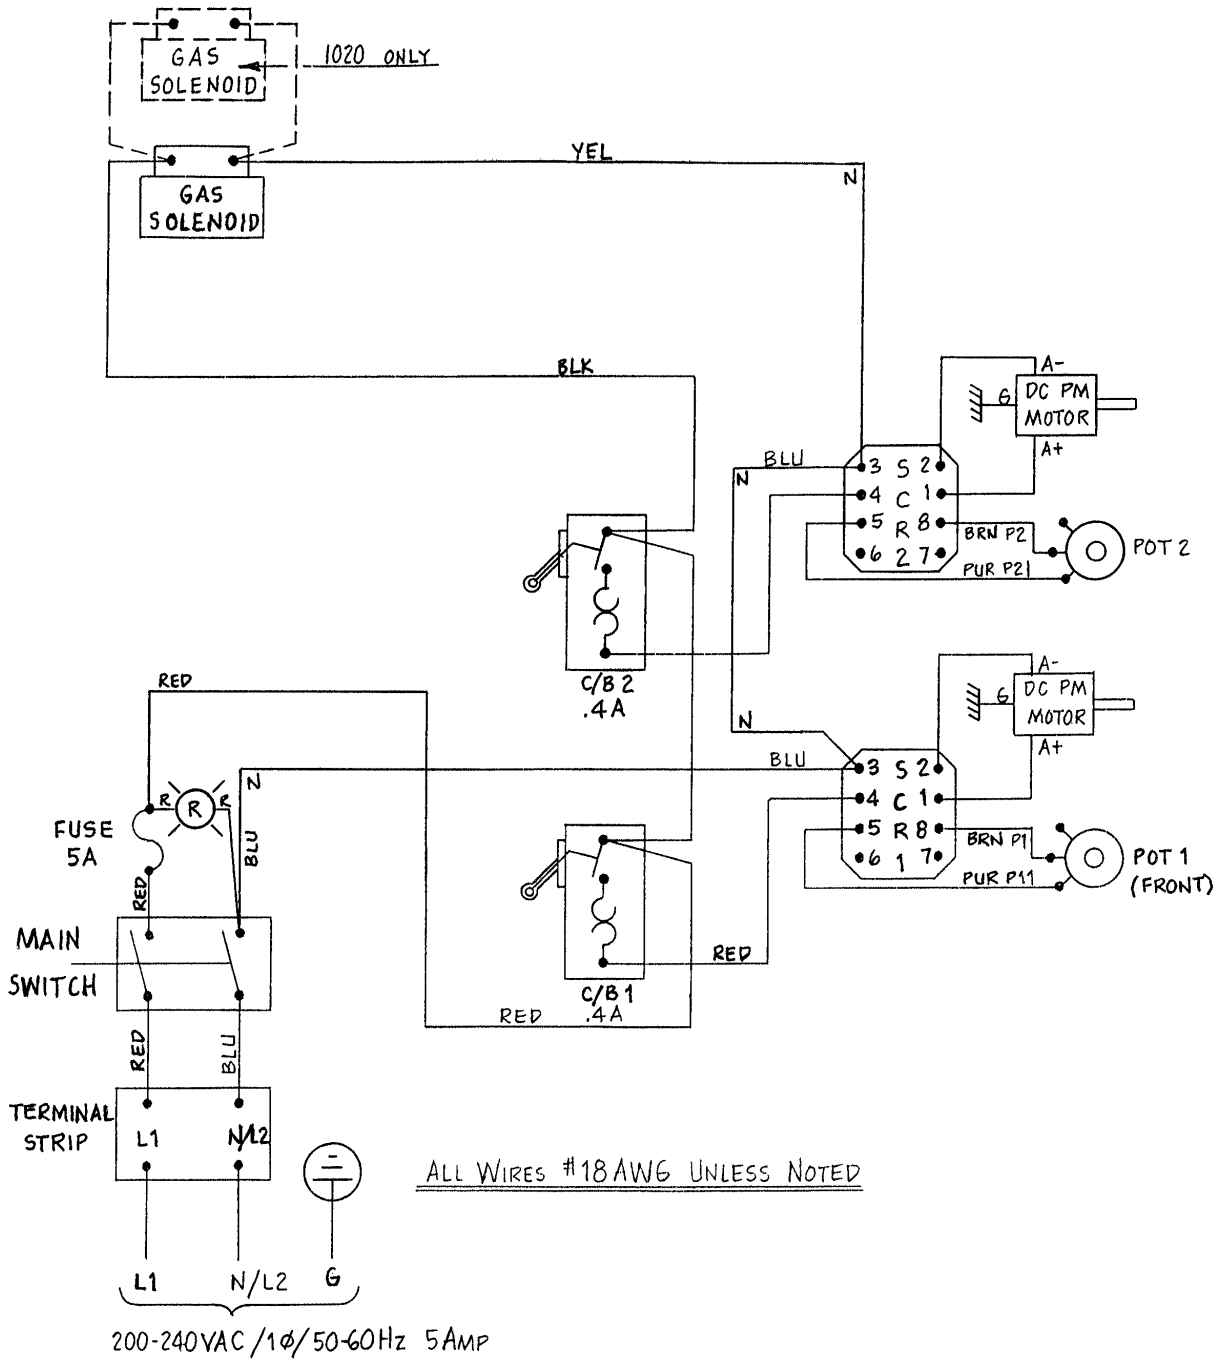 GAS
SOLENOID
1020 ONLY
YEL
N
GAS
SOLENOID
BLK
A-
G
DC PM
MOTOR
A+
BLU
N
3 S 2
4 C 1
5 R 8
6 2 7
BRN P2
PUR P21
POT 2
C/B 2
.4A
RED
N
BLU
A-
G
DC PM
MOTOR
A+
3 S 2
4 C 1
5 R 8
6 1 7
BRN P1
PUR P11
POT 1
(FRONT)
R
R
R
N
BLU
FUSE
5A
RED
MAIN
SWITCH
RED
C/B 1
.4A
RED
RED
BLU
TERMINAL
STRIP
L1
N/L2
ALL WIRES #18AWG UNLESS NOTED
L1
N/L2
G
200-240VAC/1Ø/50-60Hz 5AMP